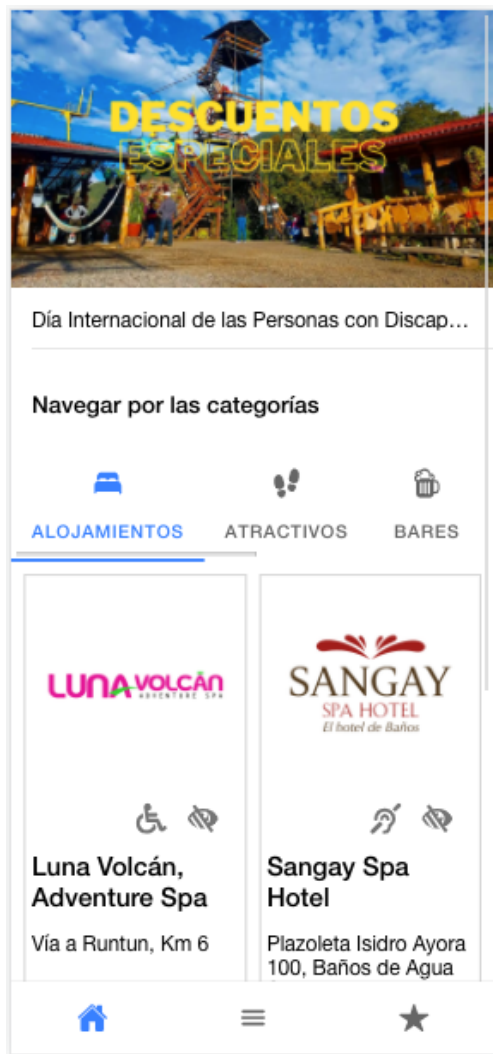 DESCUENTOS
ESPECIALES
Día Internacional de las Personas con Discap...
Navegar por las categorías
ALOJAMIENTOS ATRACTIVOS BARES
LUNA VOLCÁN
ADVENTURE SPA
SANGAY
SPA HOTEL
El hotel de Baños
Luna Volcán,
Adventure Spa
Vía a Runtun, Km 6
Sangay Spa
Hotel
Plazoleta Isidro Ayora
100, Baños de Agua